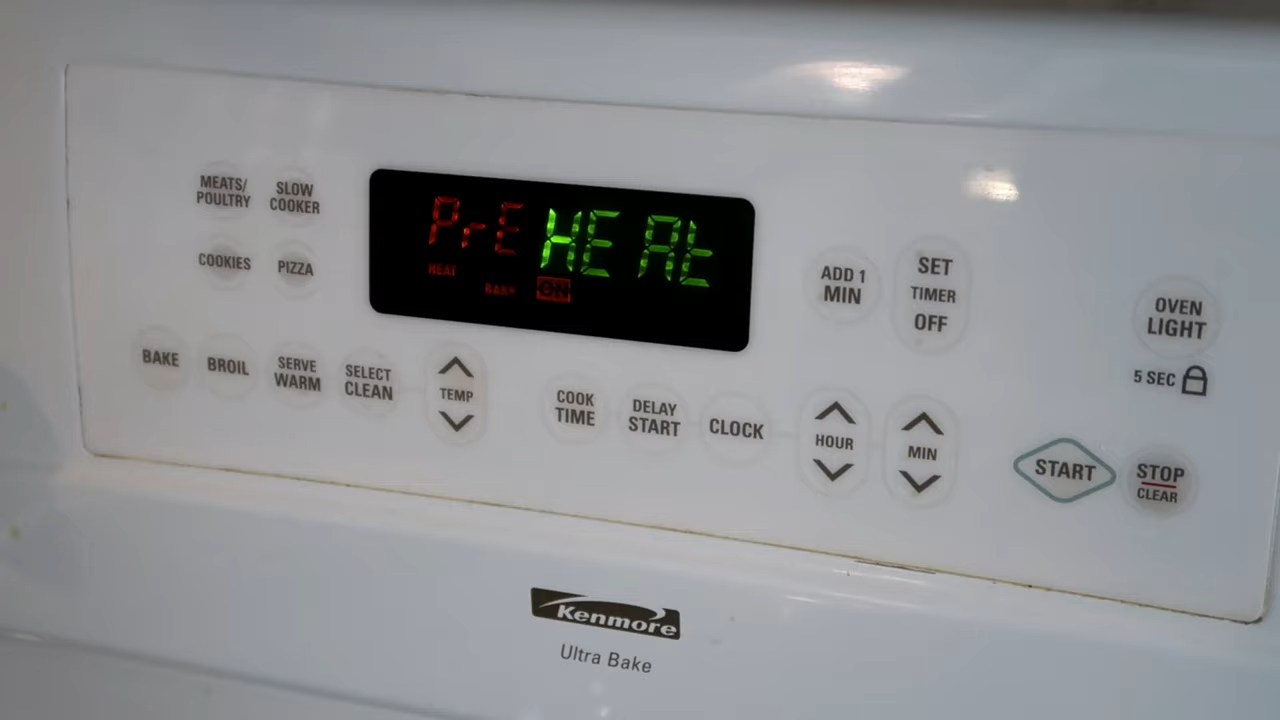 MEATS/
POULTRY
SLOW
COOKER
COOKIES
PIZZA
PrE HEAt
HEAT
BAKE ON
ADD 1
MIN
SET
TIMER
OFF
OVEN
LIGHT
5 SEC
BAKE
BROIL
SERVE
WARM
SELECT
CLEAN
TEMP
COOK
TIME
DELAY
START
CLOCK
HOUR
MIN
START
STOP
CLEAR
Kenmore
Ultra Bake